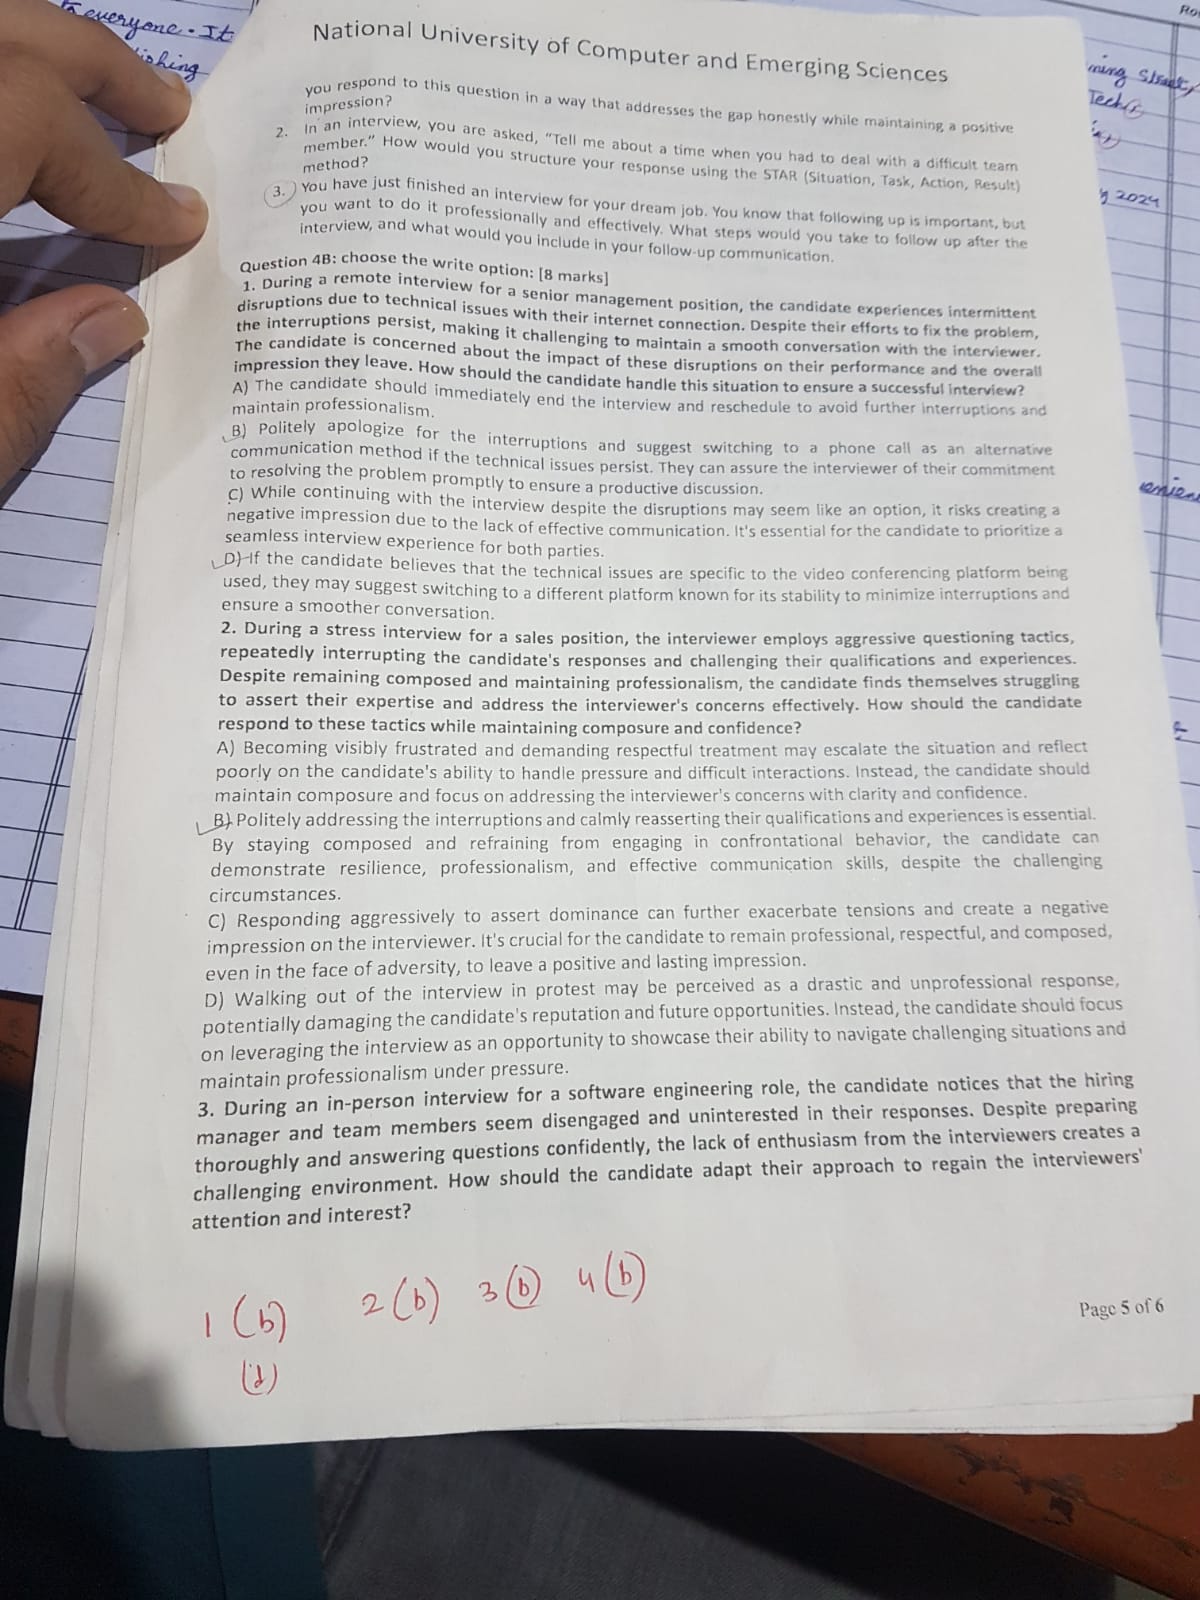 everyone. It
ishing
National University of Computer and Emerging Sciences
you respond to this question in a way that addresses the gap honestly while maintaining a positive
impression?
2. In an interview, you are asked, "Tell me about a time when you had to deal with a difficult team
member." How would you structure your response using the STAR (Situation, Task, Action, Result)
method?
3. You have just finished an interview for your dream job. You know that following up is important, but
you want to do it professionally and effectively. What steps would you take to follow up after the
interview, and what would you include in your follow-up communication.
Question 4B: choose the write option: [8 marks]
1. During a remote interview for a senior management position, the candidate experiences intermittent
disruptions due to technical issues with their internet connection. Despite their efforts to fix the problem,
the interruptions persist, making it challenging to maintain a smooth conversation with the interviewer.
The candidate is concerned about the impact of these disruptions on their performance and the overall
impression they leave. How should the candidate handle this situation to ensure a successful interview?
A) The candidate should immediately end the interview and reschedule to avoid further interruptions and
maintain professionalism.
B) Politely apologize for the interruptions and suggest switching to a phone call as an alternative
communication method if the technical issues persist. They can assure the interviewer of their commitment
to resolving the problem promptly to ensure a productive discussion.
C) While continuing with the interview despite the disruptions may seem like an option, it risks creating a
negative impression due to the lack of effective communication. It's essential for the candidate to prioritize a
seamless interview experience for both parties.
D) If the candidate believes that the technical issues are specific to the video conferencing platform being
used, they may suggest switching to a different platform known for its stability to minimize interruptions and
ensure a smoother conversation.
2. During a stress interview for a sales position, the interviewer employs aggressive questioning tactics,
repeatedly interrupting the candidate's responses and challenging their qualifications and experiences.
Despite remaining composed and maintaining professionalism, the candidate finds themselves struggling
to assert their expertise and address the interviewer's concerns effectively. How should the candidate
respond to these tactics while maintaining composure and confidence?
A) Becoming visibly frustrated and demanding respectful treatment may escalate the situation and reflect
poorly on the candidate's ability to handle pressure and difficult interactions. Instead, the candidate should
maintain composure and focus on addressing the interviewer's concerns with clarity and confidence.
B) Politely addressing the interruptions and calmly reasserting their qualifications and experiences is essential.
By staying composed and refraining from engaging in confrontational behavior, the candidate can
demonstrate resilience, professionalism, and effective communication skills, despite the challenging
circumstances.
C) Responding aggressively to assert dominance can further exacerbate tensions and create a negative
impression on the interviewer. It's crucial for the candidate to remain professional, respectful, and composed,
even in the face of adversity, to leave a positive and lasting impression.
D) Walking out of the interview in protest may be perceived as a drastic and unprofessional response,
potentially damaging the candidate's reputation and future opportunities. Instead, the candidate should focus
on leveraging the interview as an opportunity to showcase their ability to navigate challenging situations and
maintain professionalism under pressure.
3. During an in-person interview for a software engineering role, the candidate notices that the hiring
manager and team members seem disengaged and uninterested in their responses. Despite preparing
thoroughly and answering questions confidently, the lack of enthusiasm from the interviewers creates a
challenging environment. How should the candidate adapt their approach to regain the interviewers'
attention and interest?
1 (b) 2 (b) 3 (b) 4 (b)
(d)
Page 5 of 6
ming Street,
Tech
y 2024